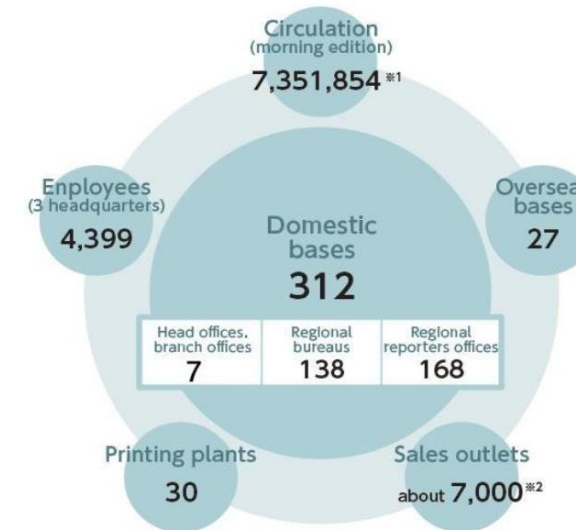 Circulation
(morning edition)
7,351,854 ※1
Enployees
(3 headquarters)
4,399
Overseas
bases
27
Domestic
bases
312
Head offices,
branch offices
7
Regional
bureaus
138
Regional
reporters offices
168
Printing plants
30
Sales outlets
about 7,000※2